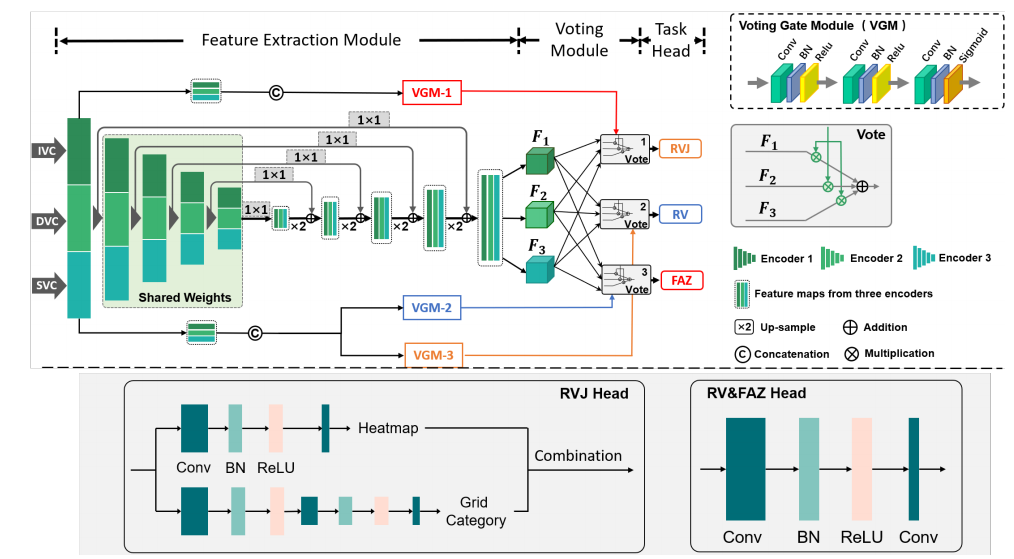 Feature Extraction Module
Voting
Module
Task
Head
Voting Gate Module （VGM）
Conv
BN
Relu
Conv
BN
Relu
Conv
BN
Sigmoid
C
VGM-1
1×1
1×1
1×1
1×1
1×1
IVC
DVC
SVC
×2
×2
×2
×2
Shared Weights
F1
F2
F3
1
Vote
2
Vote
3
Vote
RVJ
RV
FAZ
C
VGM-2
VGM-3
Vote
F1
F2
F3
Encoder 1
Encoder 2
Encoder 3
Feature maps from three encoders
×2 Up-sample
Addition
C Concatenation
Multiplication
RVJ Head
Conv
BN
ReLU
Heatmap
Grid
Category
Combination
RV&FAZ Head
Conv
BN
ReLU
Conv